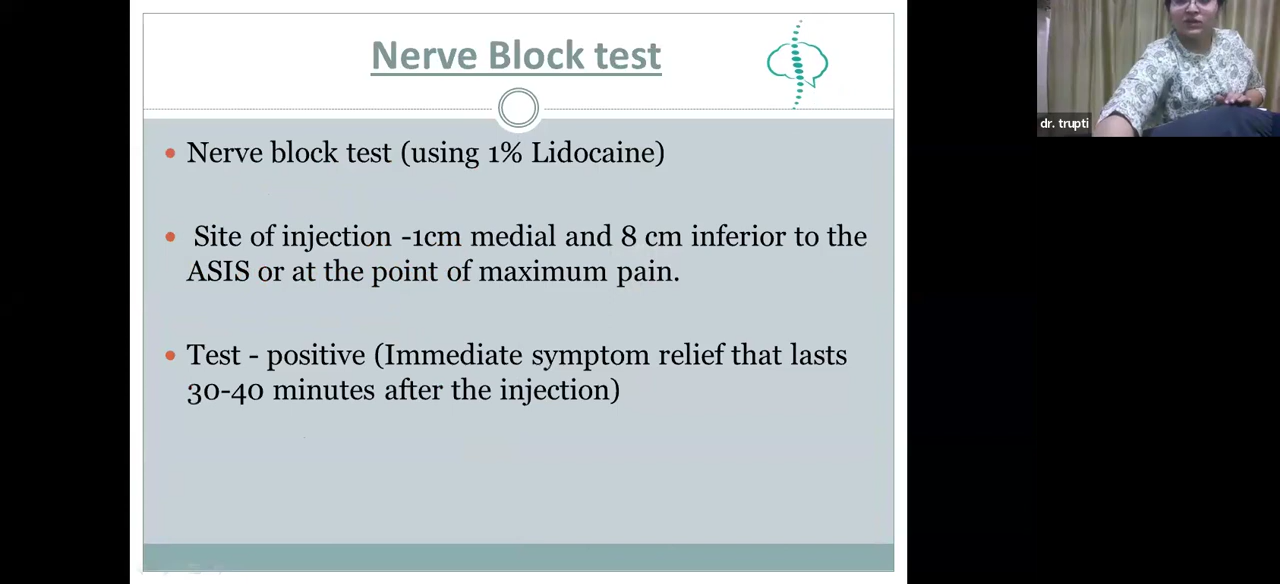 Nerve Block test
• Nerve block test (using 1% Lidocaine)
• Site of injection -1cm medial and 8 cm inferior to the
ASIS or at the point of maximum pain.
• Test - positive (Immediate symptom relief that lasts
30-40 minutes after the injection)
dr. trupti